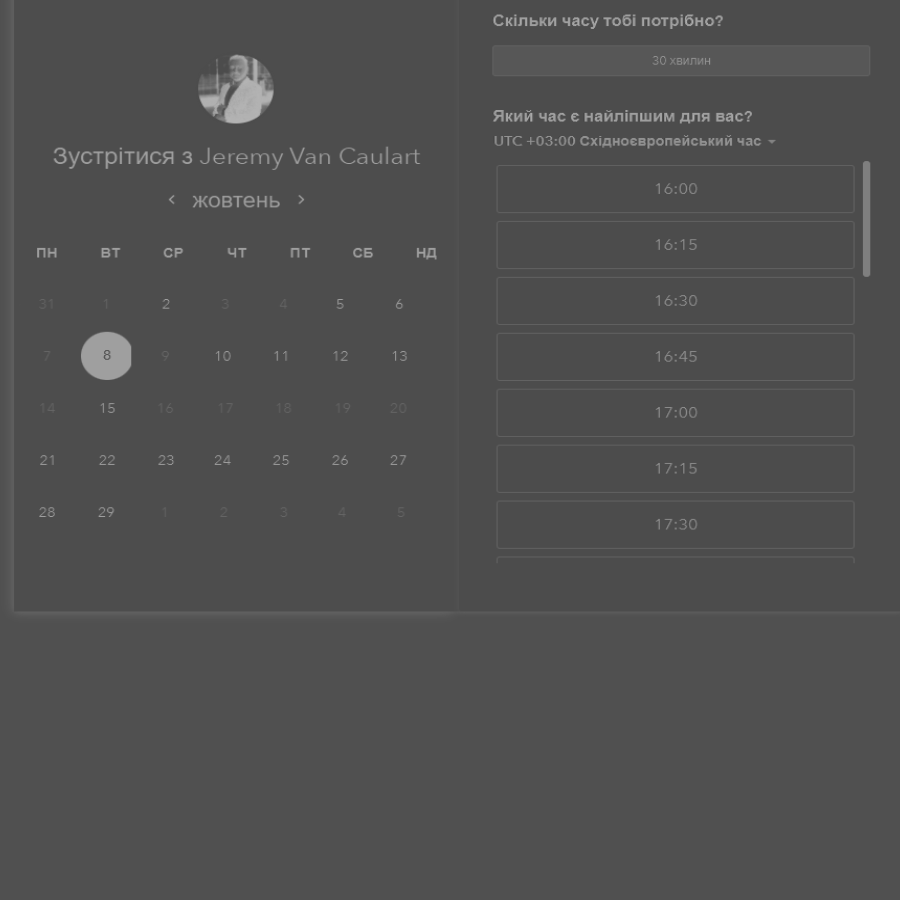 Зустрітися з Jeremy Van Caulart
< жовтень >
ПН ВТ СР ЧТ ПТ СБ НД
31 1 2 3 4 5 6
7 8 9 10 11 12 13
14 15 16 17 18 19 20
21 22 23 24 25 26 27
28 29 1 2 3 4 5
Скільки часу тобі потрібно?
30 хвилин
Який час є найліпшим для вас?
UTC +03:00 Східноєвропейський час
16:00
16:15
16:30
16:45
17:00
17:15
17:30